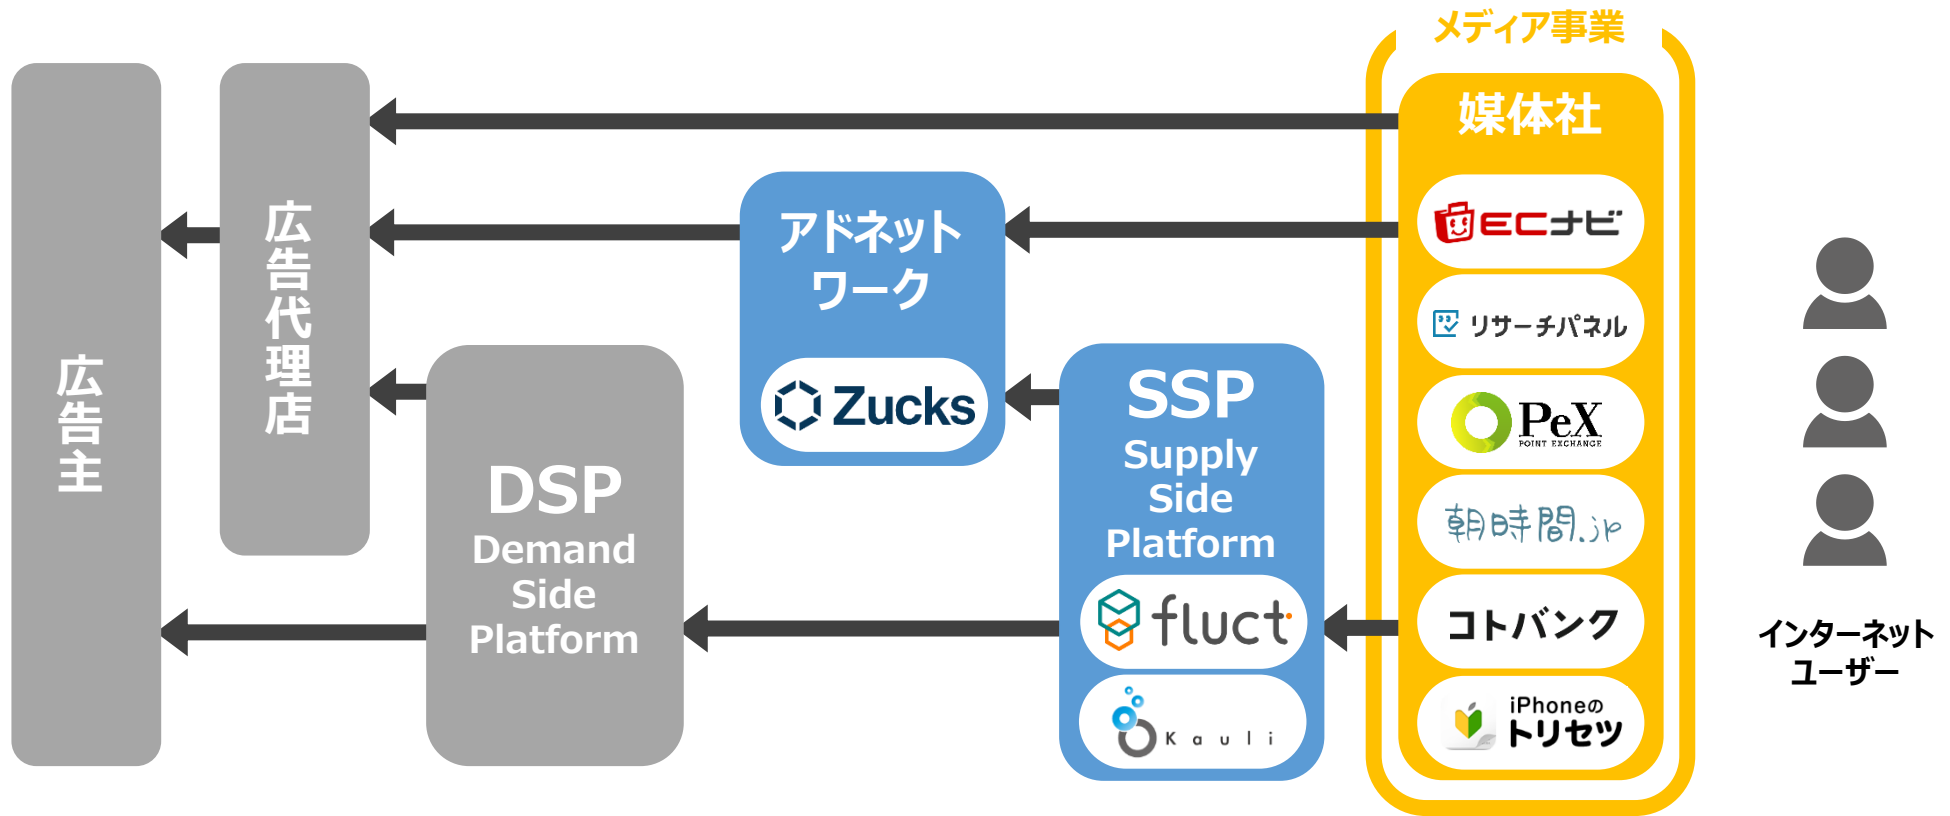 広告主
広告代理店
DSP
Demand
Side
Platform
アドネット
ワーク
Zucks
SSP
Supply
Side
Platform
fluct
Kauli
メディア事業
媒体社
ECナビ
リサーチパネル
PeX
POINT EXCHANGE
朝時間.jp
コトバンク
iPhoneの
トリセツ
インターネット
ユーザー